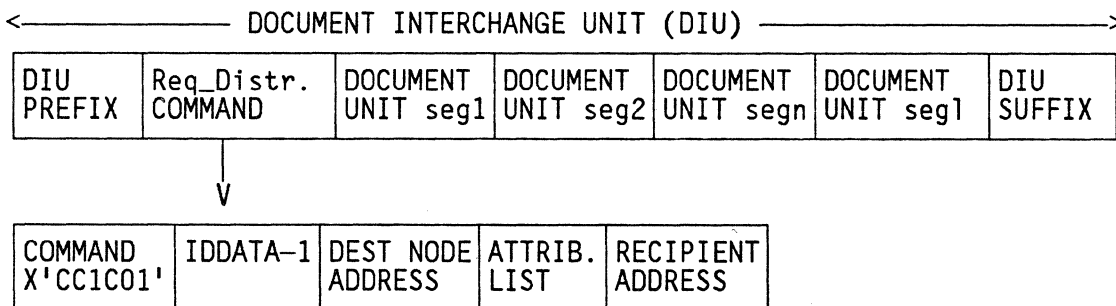 DOCUMENT INTERCHANGE UNIT (DIU)
DIU Req_Distr. DOCUMENT DOCUMENT DOCUMENT DOCUMENT DIU
PREFIX COMMAND UNIT seg1 UNIT seg2 UNIT segn UNIT segl SUFFIX
V
COMMAND IDDATA-1 DEST NODE ATTRIB. RECIPIENT
X'CC1C01' ADDRESS LIST ADDRESS